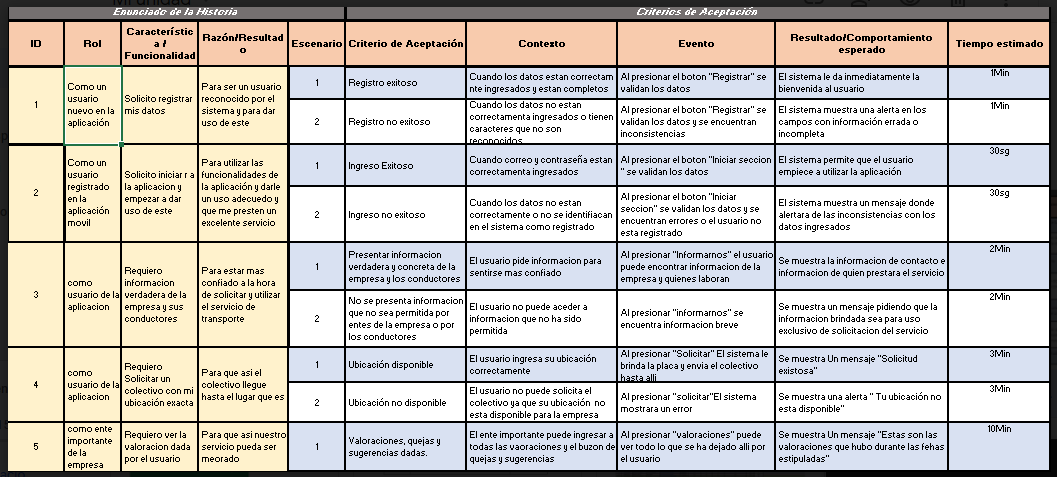 Enunciado de la Historia
Criterios de Aceptación
ID
Rol
Característic
a /
Funcionalidad
Razón/Resultad
o
Escenario
Criterio de Aceptación
Contexto
Evento
Resultado/Comportamiento
esperado
Tiempo estimado
1
Como un
usuario
nuevo en la
aplicación
Solicito registrar
mis datos
Para ser un usuario
reconocido por el
sistema y para dar
uso de este
1
Registro exitoso
Cuando los datos estan correctam
nte ingresados y estan completos
Al presionar el boton "Registrar" se
validan los datos
El sistema le da inmediatamente la
bienvenida al usuario
1Min
2
Registro no exitoso
Cuando los datos no estan
correctamenta ingresados o tienen
caracteres que no son
reconocidos
Al presionar el boton "Registrar" se
validan los datos y se encuentran
inconsistencias
El sistema muestra una alerta en los
campos con información errada o
incompleta
1Min
2
Como un
usuario
registrado
en la
aplicación
movil
Solicito iniciar r a
la aplicacion y
empezar a dar
uso de este
Para utilizar las
funcionalidades de
la aplicación y darle
un uso adecuedo y
que me presten un
excelente servicio
1
Ingreso Exitoso
Cuando correo y contraseña estan
correctamente ingresados
Al presionar el boton "Iniciar seccion
" se validan los datos
El sistema permite que el usuario
empiece a utilizar la aplicación
30sg
2
Ingreso no exitoso
Cuando los datos no estan
correctamente o no se identifiacan
en el sistema como registrado
Al presionar el boton "Iniciar
seccion" se validan los datos y se
encuentran errores o el usuario no
esta registrado
El sistema muestra un mensaje donde
alertara de las inconsistencias con los
datos ingresados
30sg
3
como
usuario de la
aplicacion
Requiero
informacion
verdadera de la
empresa y sus
conductores
Para estar mas
confiado a la hora
de solicitar y utilizar
el servicio de
transporte
1
Presentar informacion
verdadera y concreta de la
empresa y los conductores
El usuario pide informacion para
sentirse mas confiado
Al presionar "Informarnos" el usuario
puede encontrar informacion de la
empresa y quienes laboran
Se muestra la informacion de contacto e
informacion de quien prestara el servicio
2Min
2
No se presenta informacion
que no sea permitida por
entes de la empresa o por
los conductores
El usuario no puede aceder a
informacion que no ha sido
permitida
Al presionar "informarnos" se
encuentra informacion breve
Se muestra un mensaje pidiendo que la
informacion brindada sea para uso
exclusivo de solicitacion del servicio
2Min
4
como
usuario de la
aplicacion
Requiero
Solicitar un
colectivo con mi
ubicación exacta
Para que asi el
colectivo llegue
hasta el lugar que es
1
Ubicación disponible
El usuario ingresa su ubicación
correctamente
Al presionar "Solicitar" El sistema le
brinda la placa y envia el colectivo
hasta alli
Se muestra Un mensaje "Solicitud
existosa"
3Min
2
Ubicación no disponible
El usuario no puede solicita el
colectivo ya que su ubicación no
esta disponible para la empresa
Al presionar "solicitar"El sistema
mostrara un error
Se muestra una alerta " Tu ubicación no
esta disponible"
3Min
5
como ente
importante
de la
empresa
Requiero ver la
valoracion dada
por el usuario
Para que asi nuestro
servicio pueda ser
meorado
1
Valoraciones, quejas y
sugerencias dadas.
El ente importante puede ingresar a
todas las vaoraciones y el buzon de
quejas y sugerencias
Al presionar "valoraciones" puede
ver todo lo que se ha dejado alli por
el usuario
Se muestra Un mensaje "Estas son las
valoraciones que hubo durante las fehas
estipuladas"
10Min